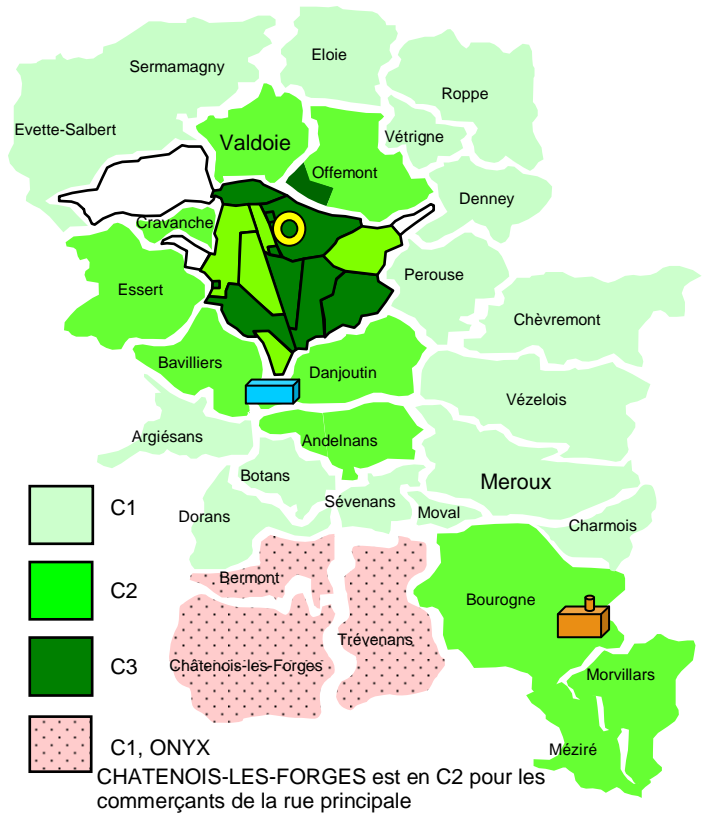 Eloie
Sermamagny
Roppe
Evette-Salbert
Valdoie
Vétrigne
Offemont
Denney
Cravanche
Perouse
Essert
Chèvremont
Bavilliers
Danjoutin
Vézelois
Argiésans
Andelnans
Botans
Meroux
Sévenans
Moval
Dorans
Charmois
Bermont
Bourogne
Trévenans
Châtenois-les-Forges
Morvillars
Méziré
C1
C2
C3
C1, ONYX
CHATENOIS-LES-FORGES est en C2 pour les
commerçants de la rue principale